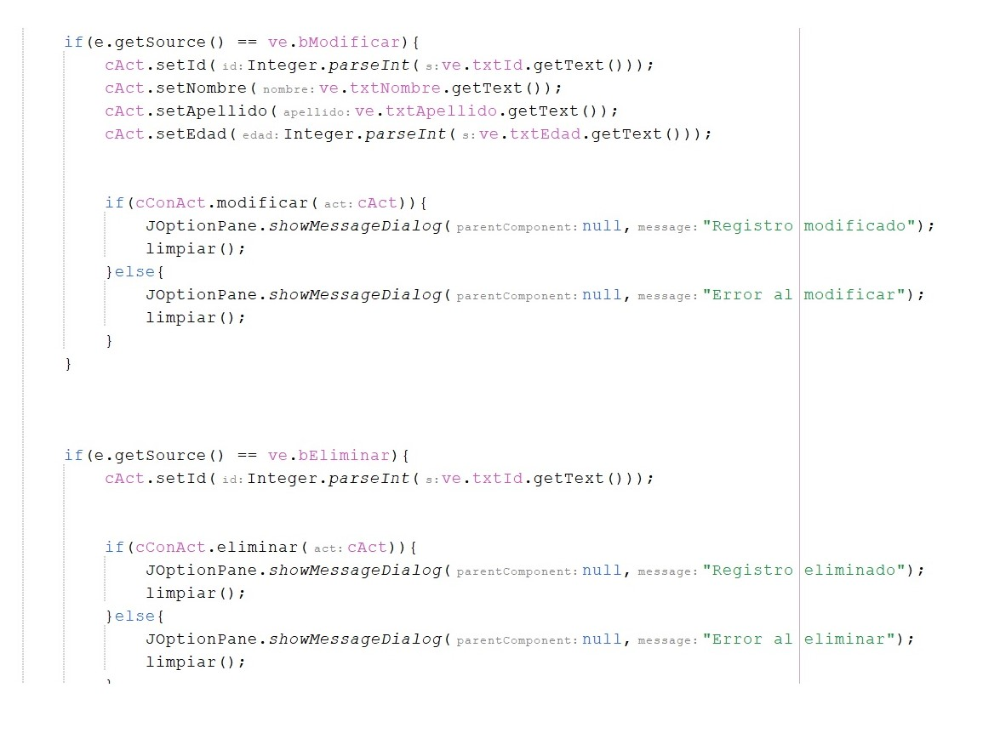 if(e.getSource() == ve.bModificar){
cAct.setId( id: Integer.parseInt( s: ve.txtId.getText()));
cAct.setNombre( nombre: ve.txtNombre.getText());
cAct.setApellido( apellido: ve.txtApellido.getText());
cAct.setEdad( edad: Integer.parseInt( s: ve.txtEdad.getText()));
if(cConAct.modificar( act: cAct)){
JOptionPane.showMessageDialog( parentComponent: null, message: "Registro modificado");
limpiar();
}else{
JOptionPane.showMessageDialog( parentComponent: null, message: "Error al modificar");
limpiar();
}
}
if(e.getSource() == ve.bEliminar){
cAct.setId( id: Integer.parseInt( s: ve.txtId.getText()));
if(cConAct.eliminar( act: cAct)){
JOptionPane.showMessageDialog( parentComponent: null, message: "Registro eliminado");
limpiar();
}else{
JOptionPane.showMessageDialog( parentComponent: null, message: "Error al eliminar");
limpiar();
}